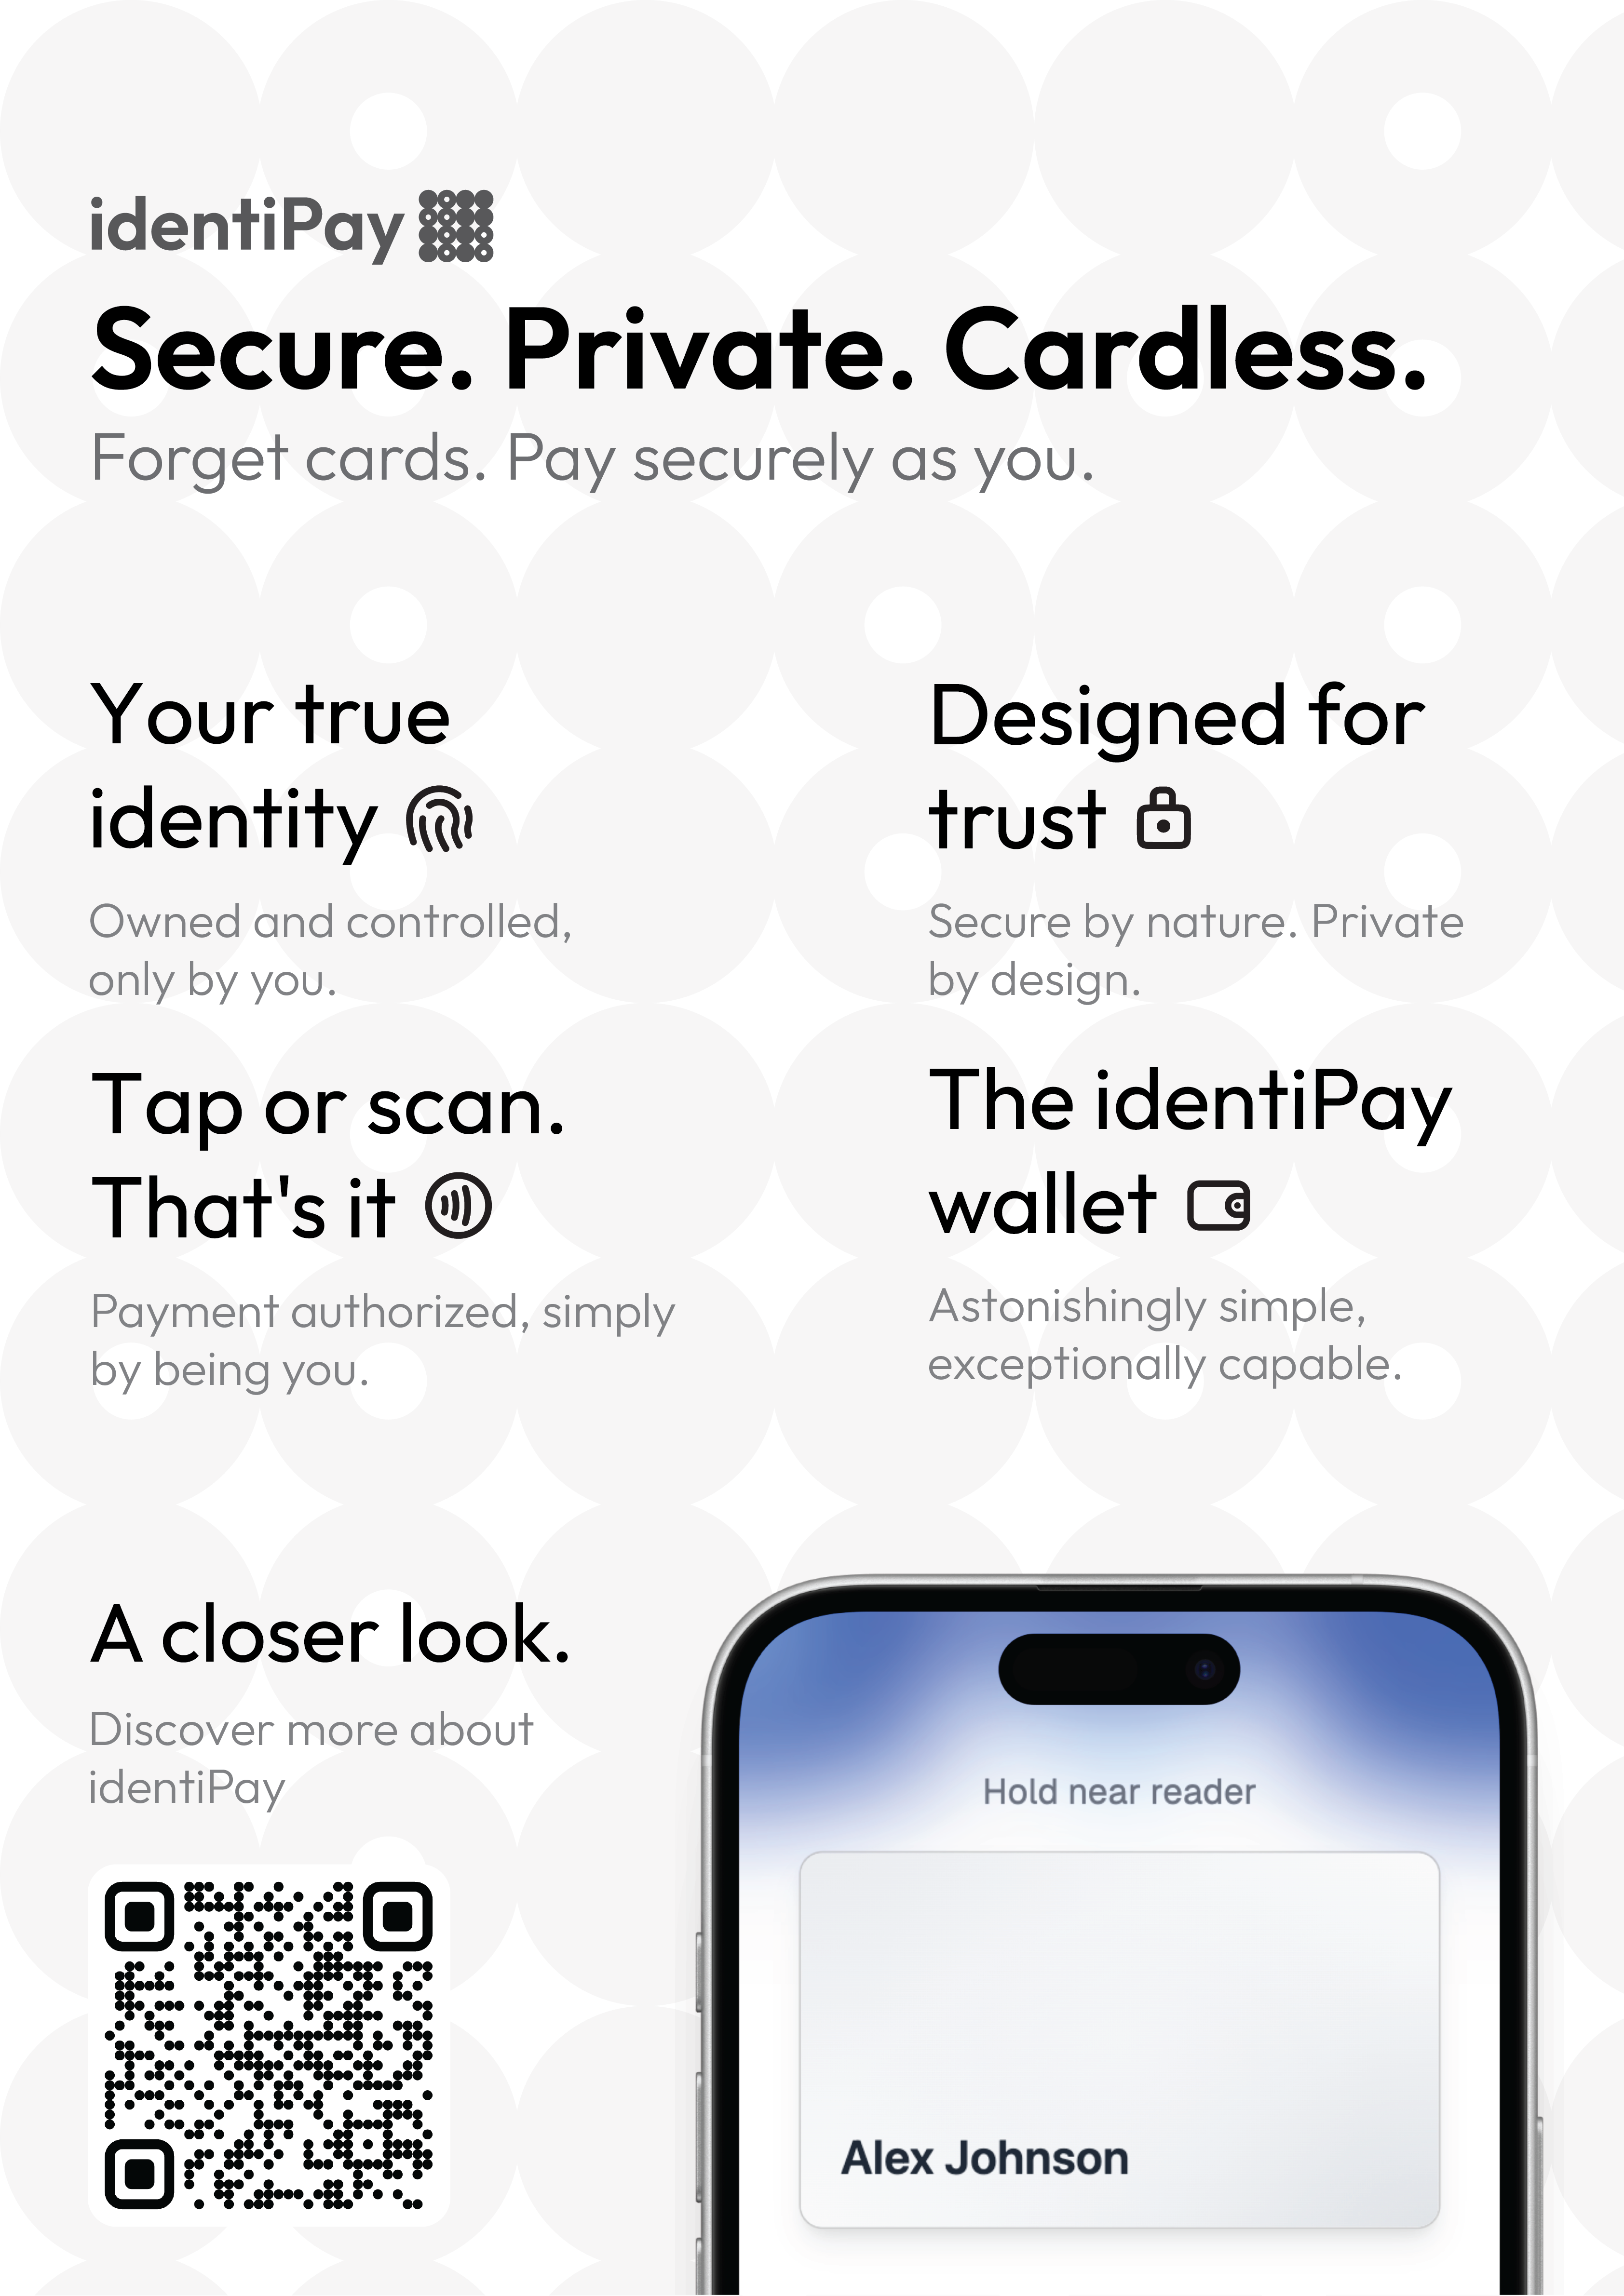 identiPay
Secure. Private. Cardless.
Forget cards. Pay securely as you.
Your true
identity
Owned and controlled,
only by you.
Designed for
trust
Secure by nature. Private
by design.
Tap or scan.
That's it
Payment authorized, simply
by being you.
The identiPay
wallet
Astonishingly simple,
exceptionally capable.
A closer look.
Discover more about
identiPay
Hold near reader
Alex Johnson